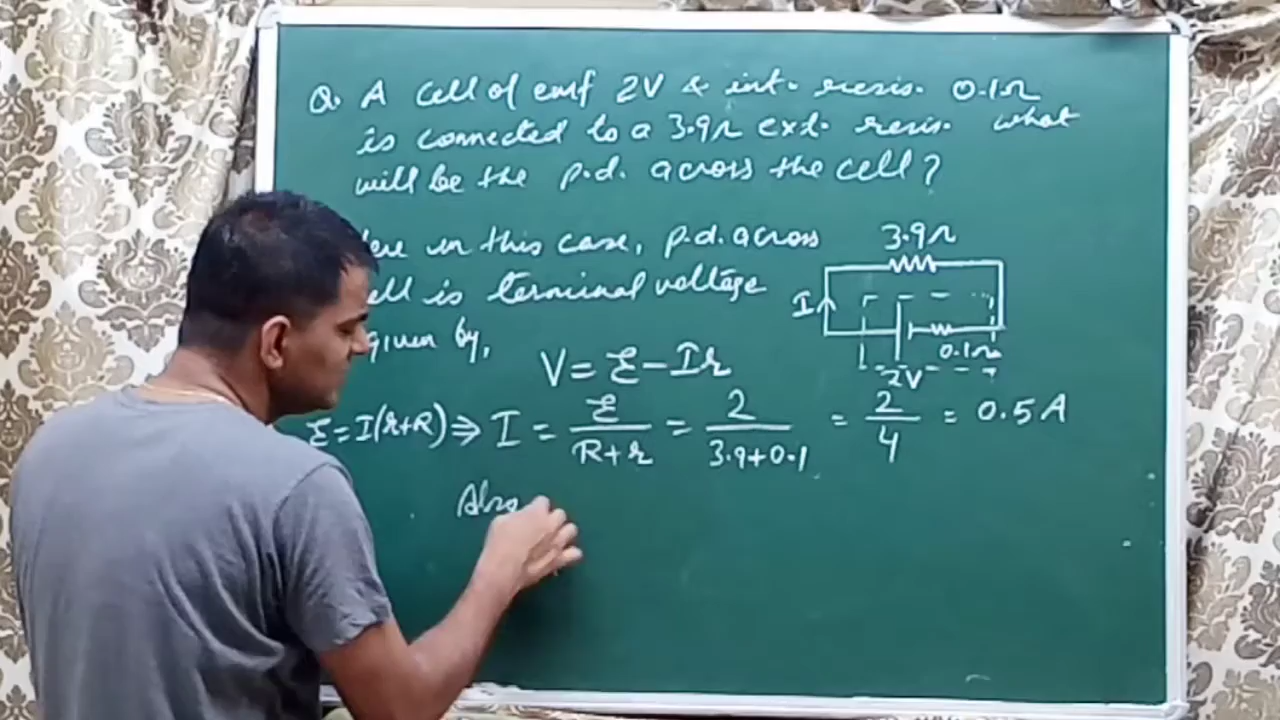 Q. A cell of emf 2V & int. resis. 0.1Ω
is connected to a 3.9Ω ext. resis. what
will be the p.d. across the cell?
in this case, p.d. across
is terminal voltage
given by,
V = ℰ - Ir
ℰ = I(r+R) ⇒ I = ℰ/(R+r) = 2/(3.9+0.1) = 2/4 = 0.5 A
Also
3.9Ω
I
0.1Ω
2V